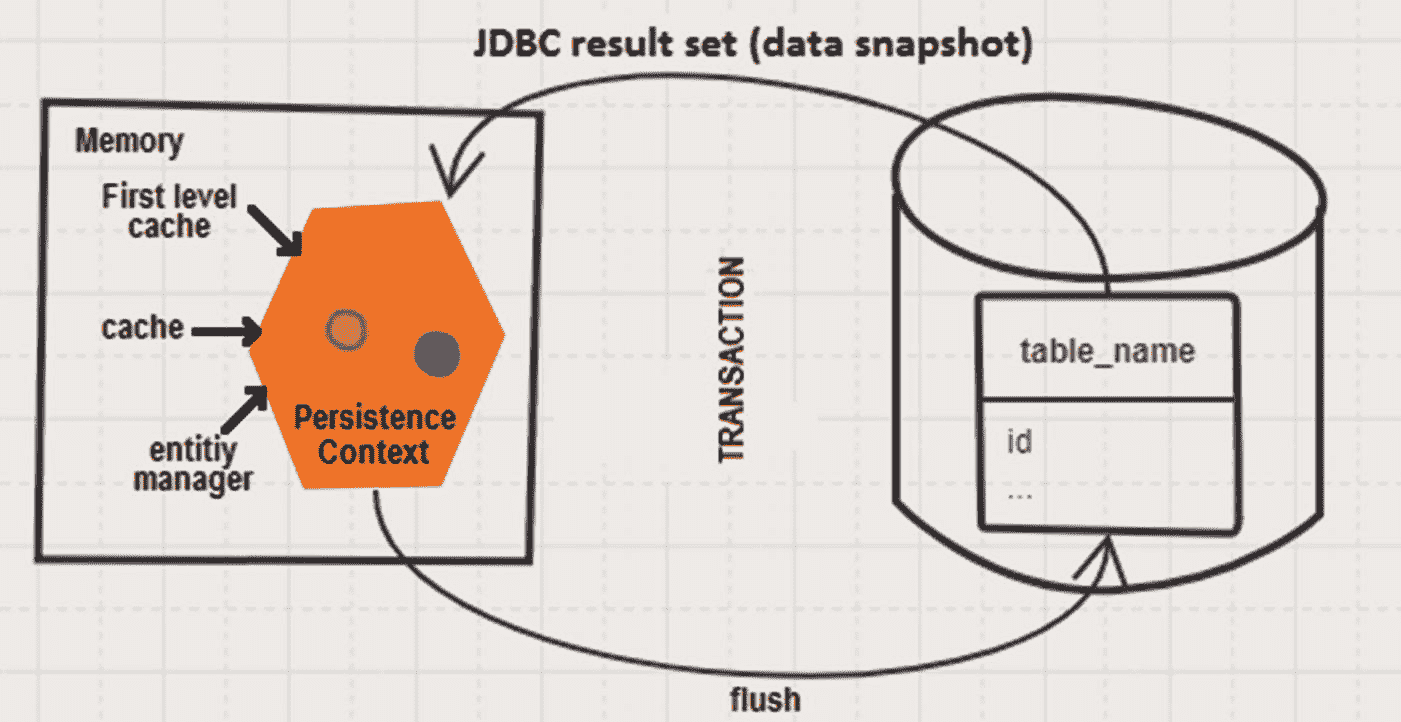 JDBC result set (data snapshot)
Memory
First level
cache
cache
entitiy
manager
Persistence
Context
TRANSACTION
table_name
id
...
flush